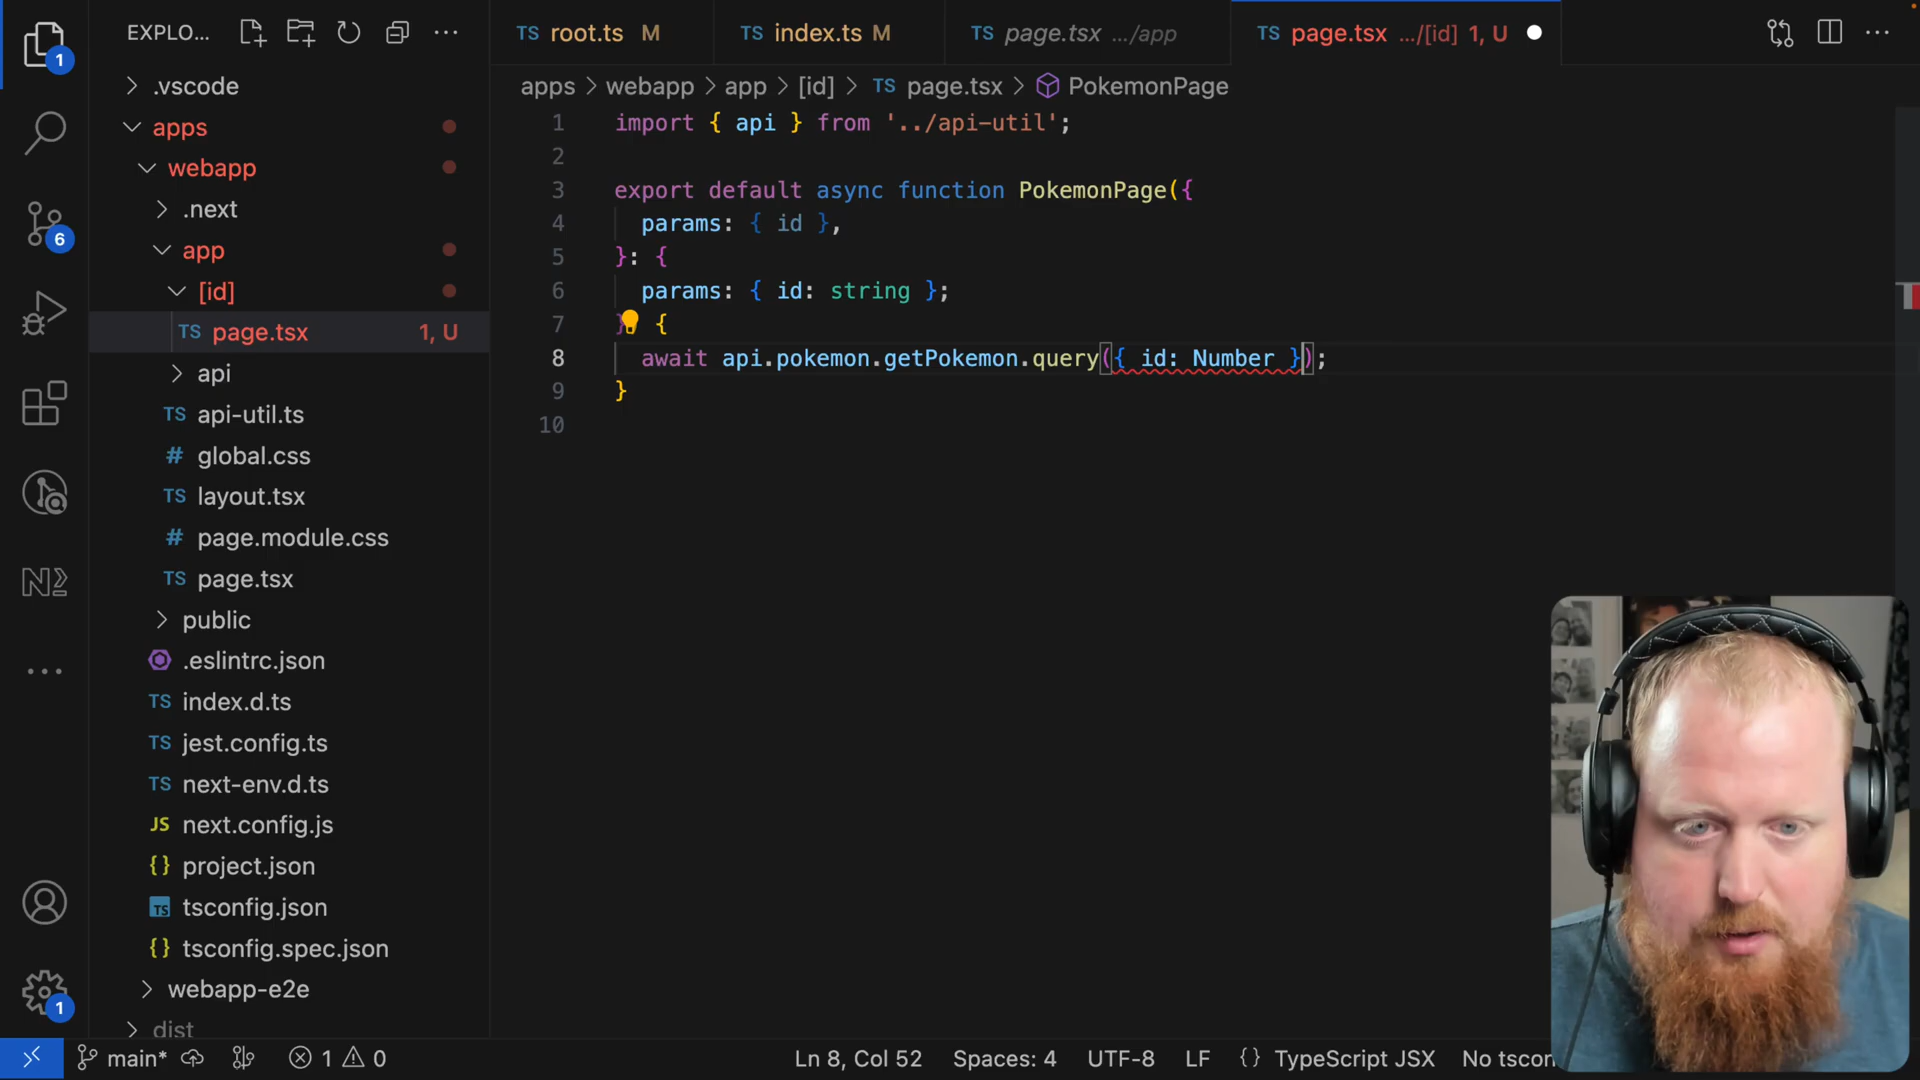 EXPLO...
.vscode
apps
webapp
.next
app
[id]
TS page.tsx 1, U
api
TS api-util.ts
# global.css
TS layout.tsx
# page.module.css
TS page.tsx
public
.eslintrc.json
TS index.d.ts
TS jest.config.ts
TS next-env.d.ts
JS next.config.js
{} project.json
TS tsconfig.json
{} tsconfig.spec.json
webapp-e2e
dist
1
6
1
TS root.ts M
TS index.ts M
TS page.tsx .../app
TS page.tsx .../[id] 1, U
apps > webapp > app > [id] > TS page.tsx > PokemonPage
1 import { api } from '../api-util';
2
3 export default async function PokemonPage({
4 params: { id },
5 }: {
6 params: { id: string };
7 } {
8 await api.pokemon.getPokemon.query({ id: Number });
9 }
10
main* 1 0 Ln 8, Col 52 Spaces: 4 UTF-8 LF {} TypeScript JSX No tscon